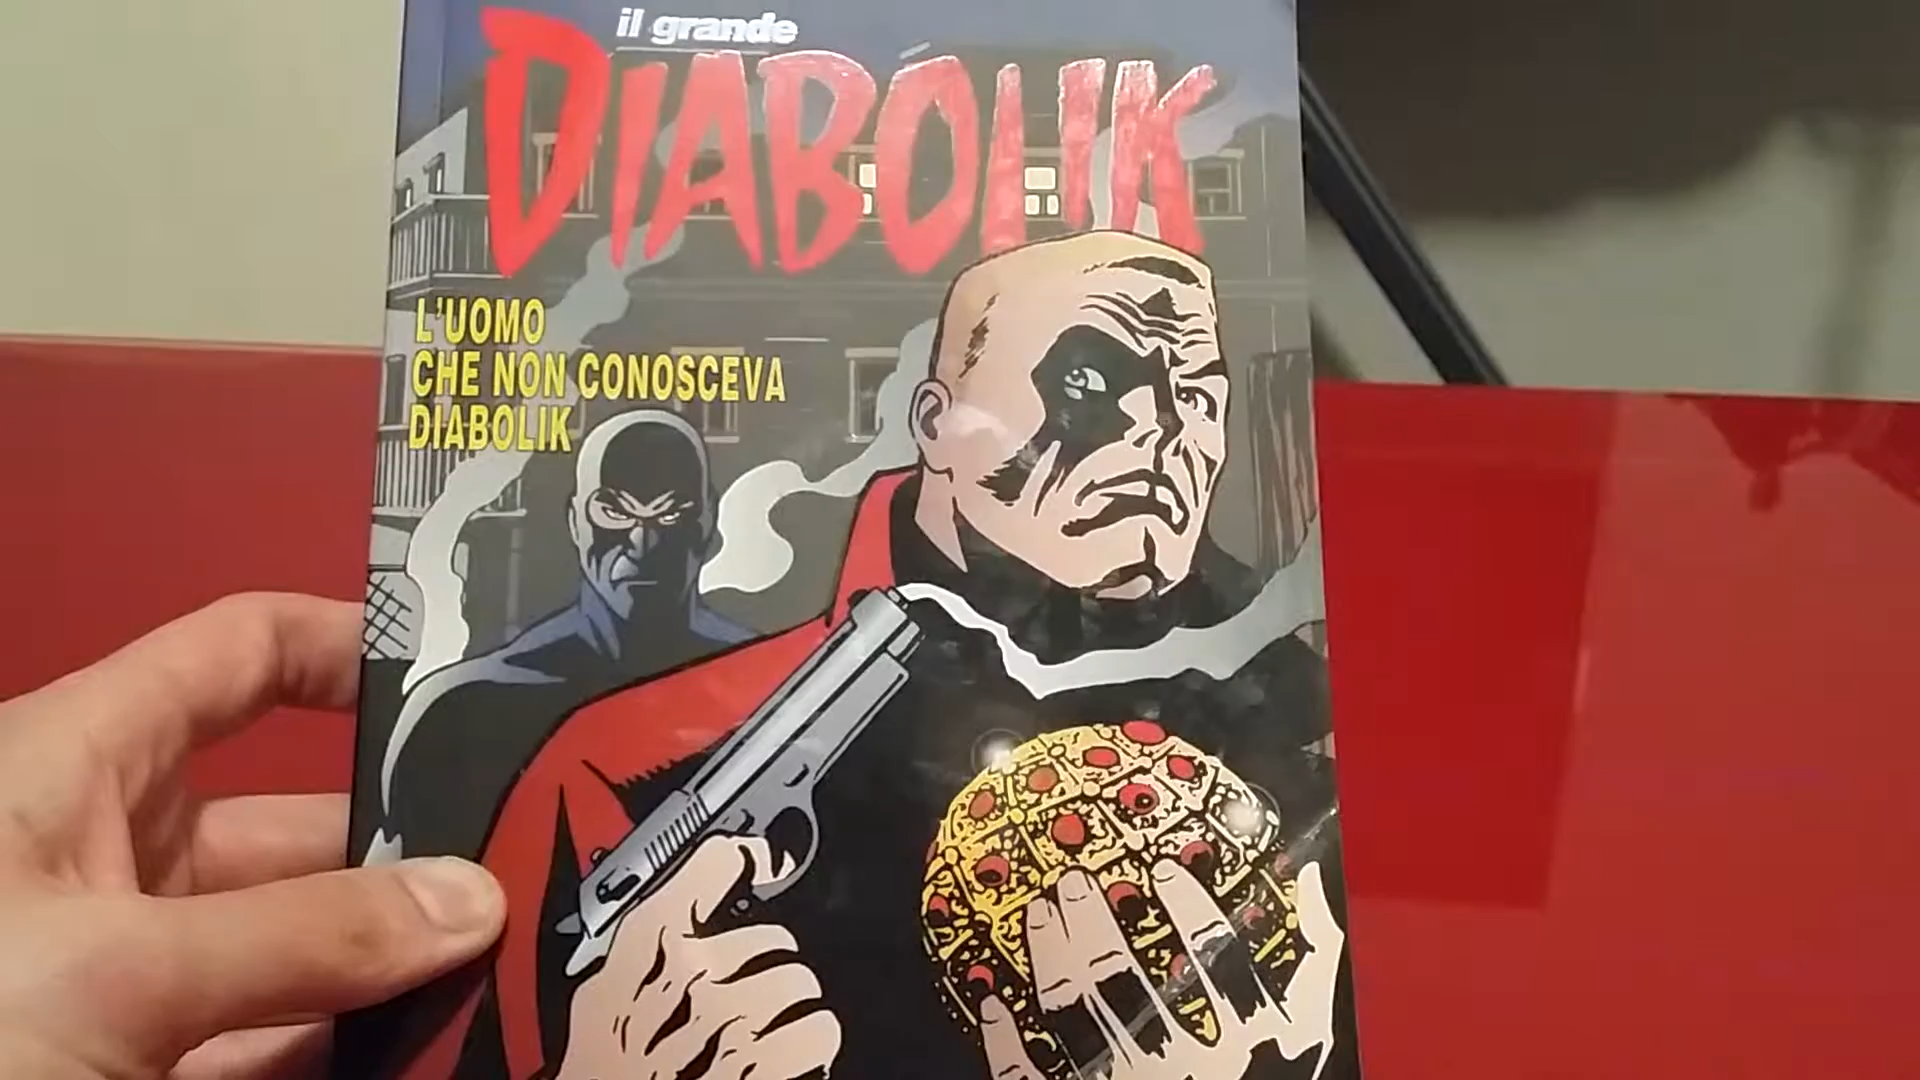 il grande
DIABOLIK
L'UOMO
CHE NON CONOSCEVA
DIABOLIK